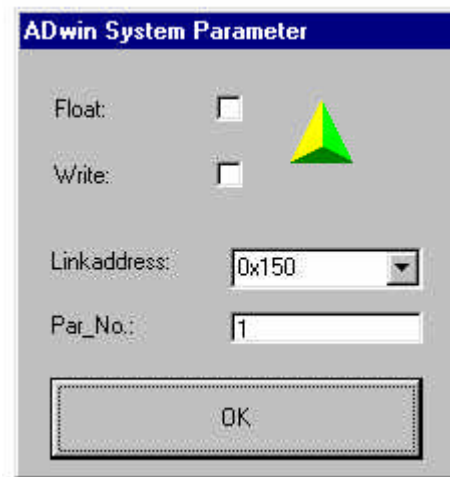 ADwin System Parameter
Float:
Write:
Linkaddress: 0x150
Par_No.: 1
OK